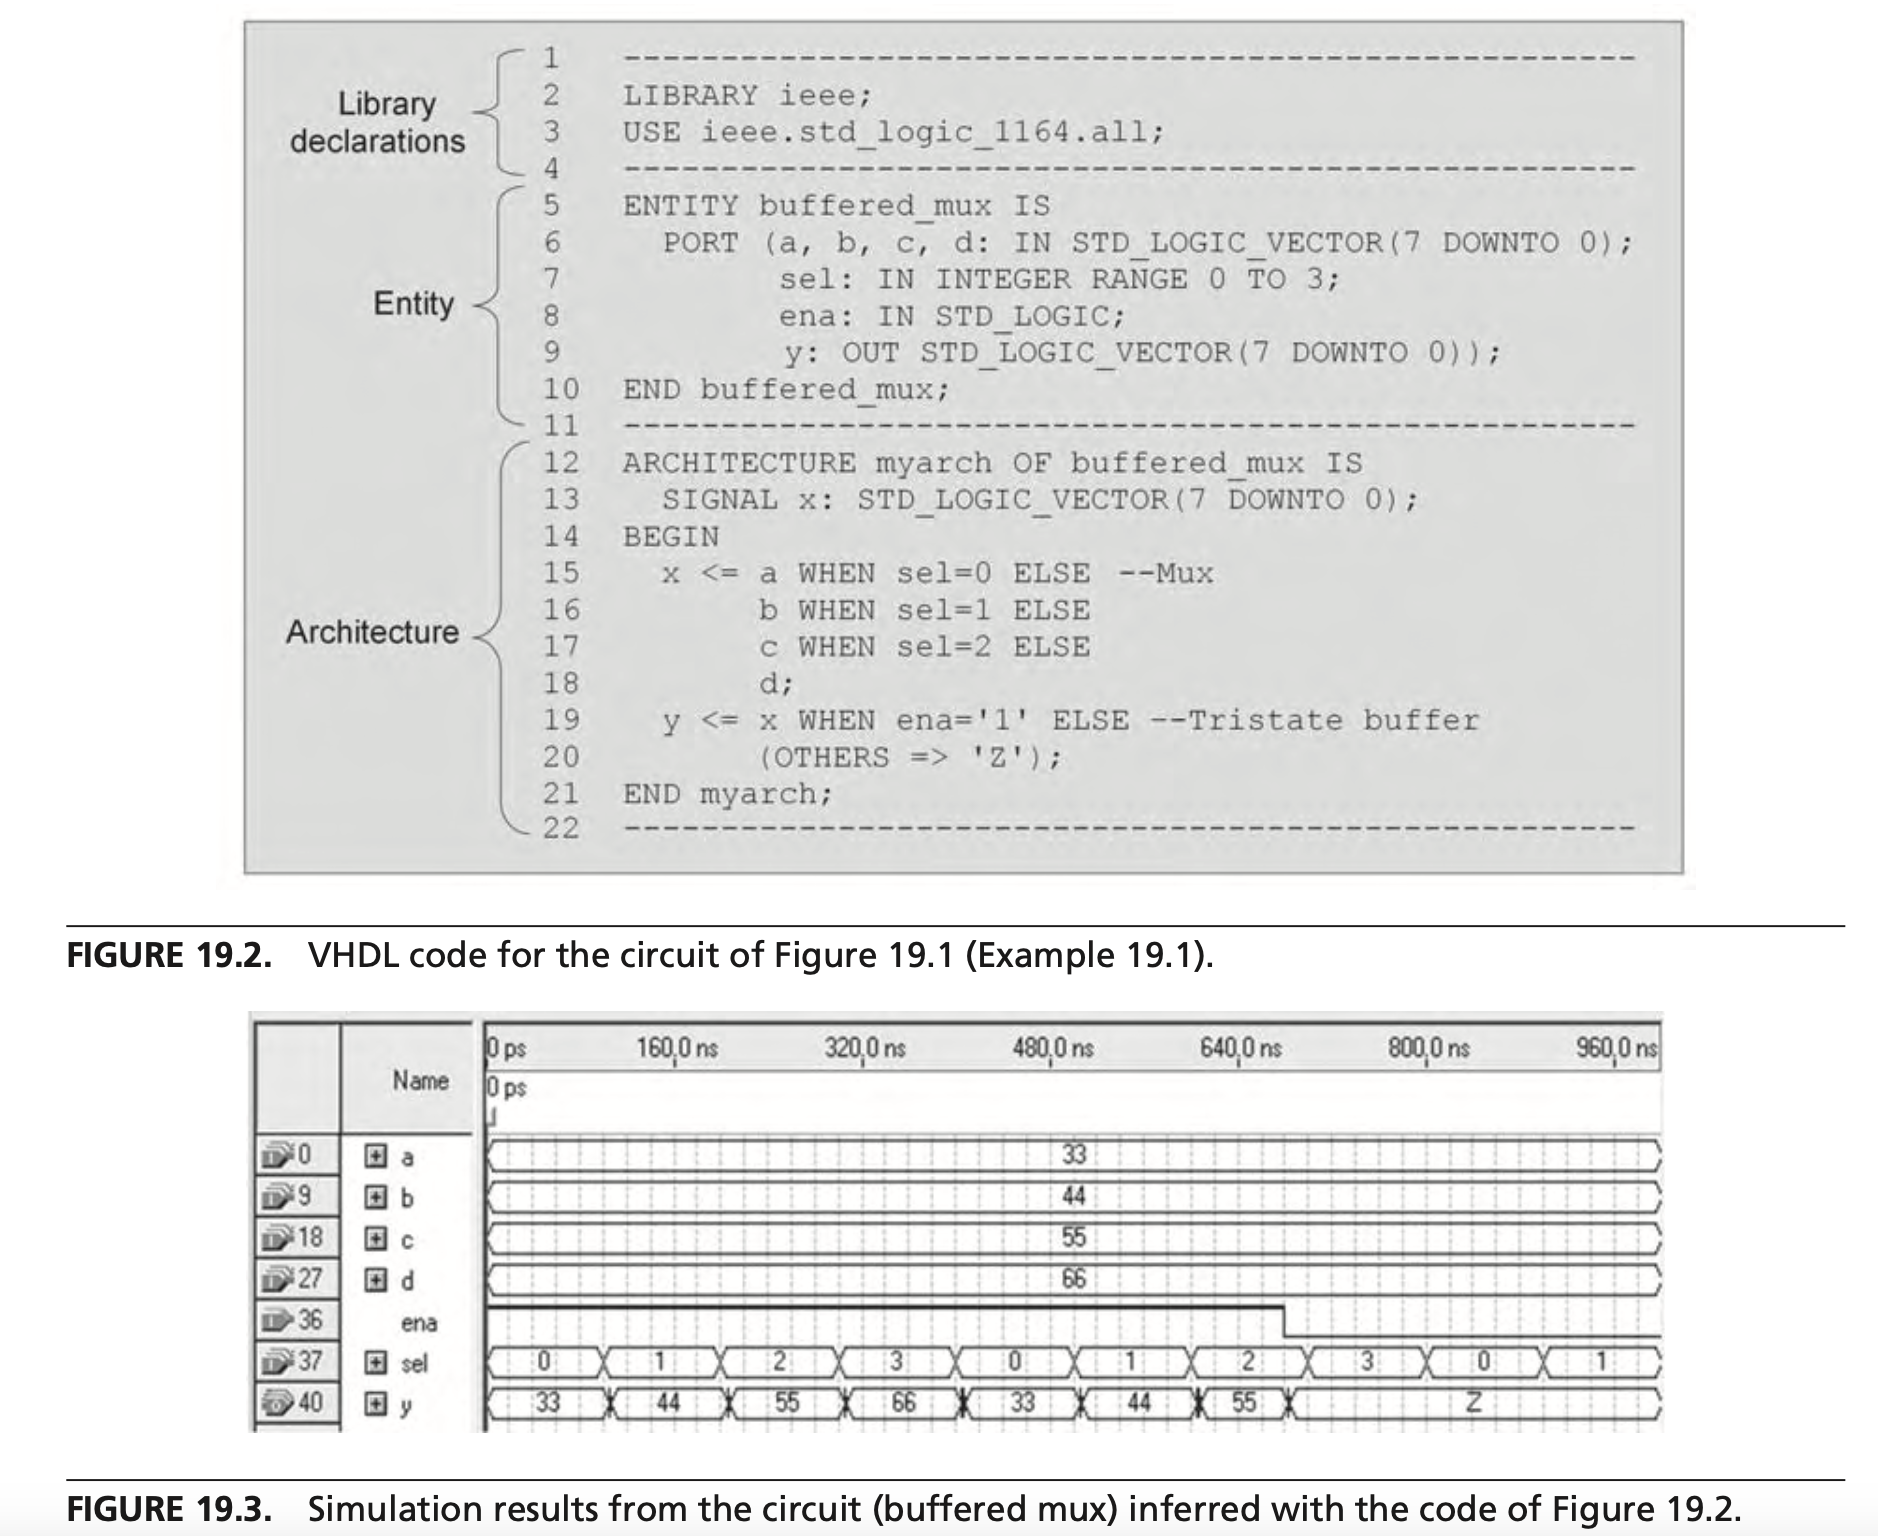 1 ----------------------------------------------------
Library declarations
2 LIBRARY ieee;
3 USE ieee.std_logic_1164.all;
4 ----------------------------------------------------
Entity
5 ENTITY buffered_mux IS
6 PORT (a, b, c, d: IN STD_LOGIC_VECTOR(7 DOWNTO 0);
7 sel: IN INTEGER RANGE 0 TO 3;
8 ena: IN STD_LOGIC;
9 y: OUT STD_LOGIC_VECTOR(7 DOWNTO 0));
10 END buffered_mux;
11 ----------------------------------------------------
Architecture
12 ARCHITECTURE myarch OF buffered_mux IS
13 SIGNAL x: STD_LOGIC_VECTOR(7 DOWNTO 0);
14 BEGIN
15 x <= a WHEN sel=0 ELSE --Mux
16 b WHEN sel=1 ELSE
17 c WHEN sel=2 ELSE
18 d;
19 y <= x WHEN ena='1' ELSE --Tristate buffer
20 (OTHERS => 'Z');
21 END myarch;
22 ----------------------------------------------------
FIGURE 19.2. VHDL code for the circuit of Figure 19.1 (Example 19.1).
Name
0 ps 160,0 ns 320,0 ns 480,0 ns 640,0 ns 800,0 ns 960,0 ns
0 ps
0 a 33
9 b 44
18 c 55
27 d 66
36 ena
37 sel 0 1 2 3 0 1 2 3 0 1
40 y 33 44 55 66 33 44 55 Z
FIGURE 19.3. Simulation results from the circuit (buffered mux) inferred with the code of Figure 19.2.